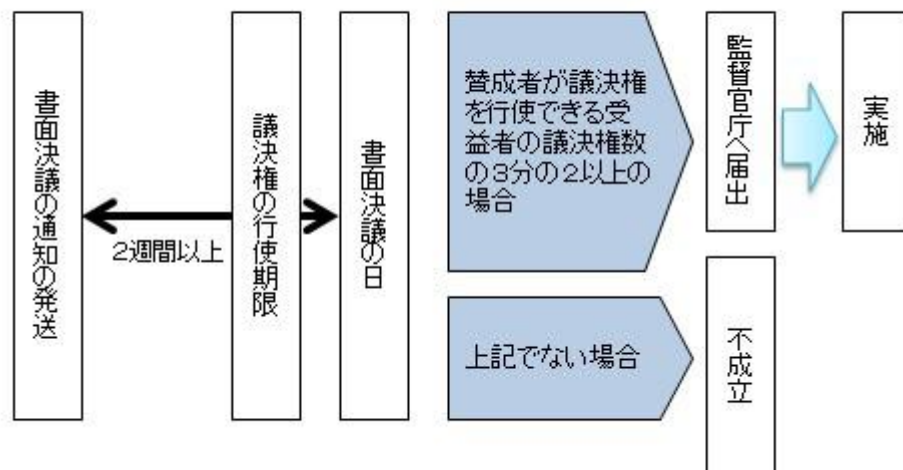 書面決議の通知の発送
2週間以上
議決権の行使期限
書面決議の日
賛成者が議決権
を行使できる受
益者の議決権数
の3分の2以上の
場合
監督官庁へ届出
実施
上記でない場合
不成立